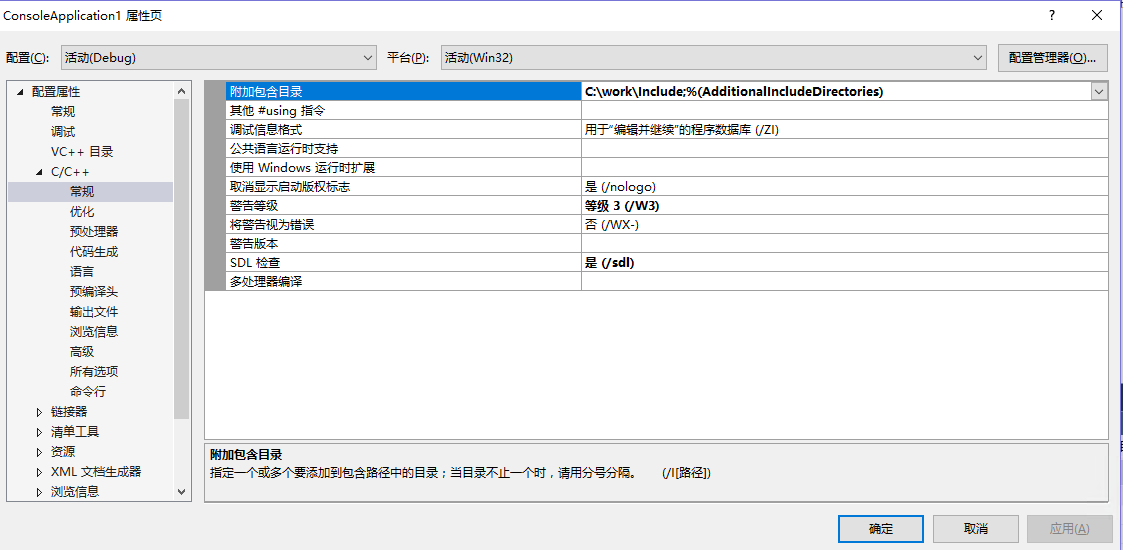 ConsoleApplication1 属性页
?
配置(C): 活动(Debug) 平台(P): 活动(Win32) 配置管理器(O)...
配置属性
常规
调试
VC++ 目录
C/C++
常规
优化
预处理器
代码生成
语言
预编译头
输出文件
浏览信息
高级
所有选项
命令行
链接器
清单工具
资源
XML 文档生成器
浏览信息
附加包含目录 C:\work\Include;%(AdditionalIncludeDirectories)
其他 #using 指令
调试信息格式 用于“编辑并继续”的程序数据库 (/ZI)
公共语言运行时支持
使用 Windows 运行时扩展
取消显示启动版权标志 是 (/nologo)
警告等级 等级 3 (/W3)
将警告视为错误 否 (/WX-)
警告版本
SDL 检查 是 (/sdl)
多处理器编译
附加包含目录
指定一个或多个要添加到包含路径中的目录；当目录不止一个时，请用分号分隔。 (/I[路径])
确定 取消 应用(A)